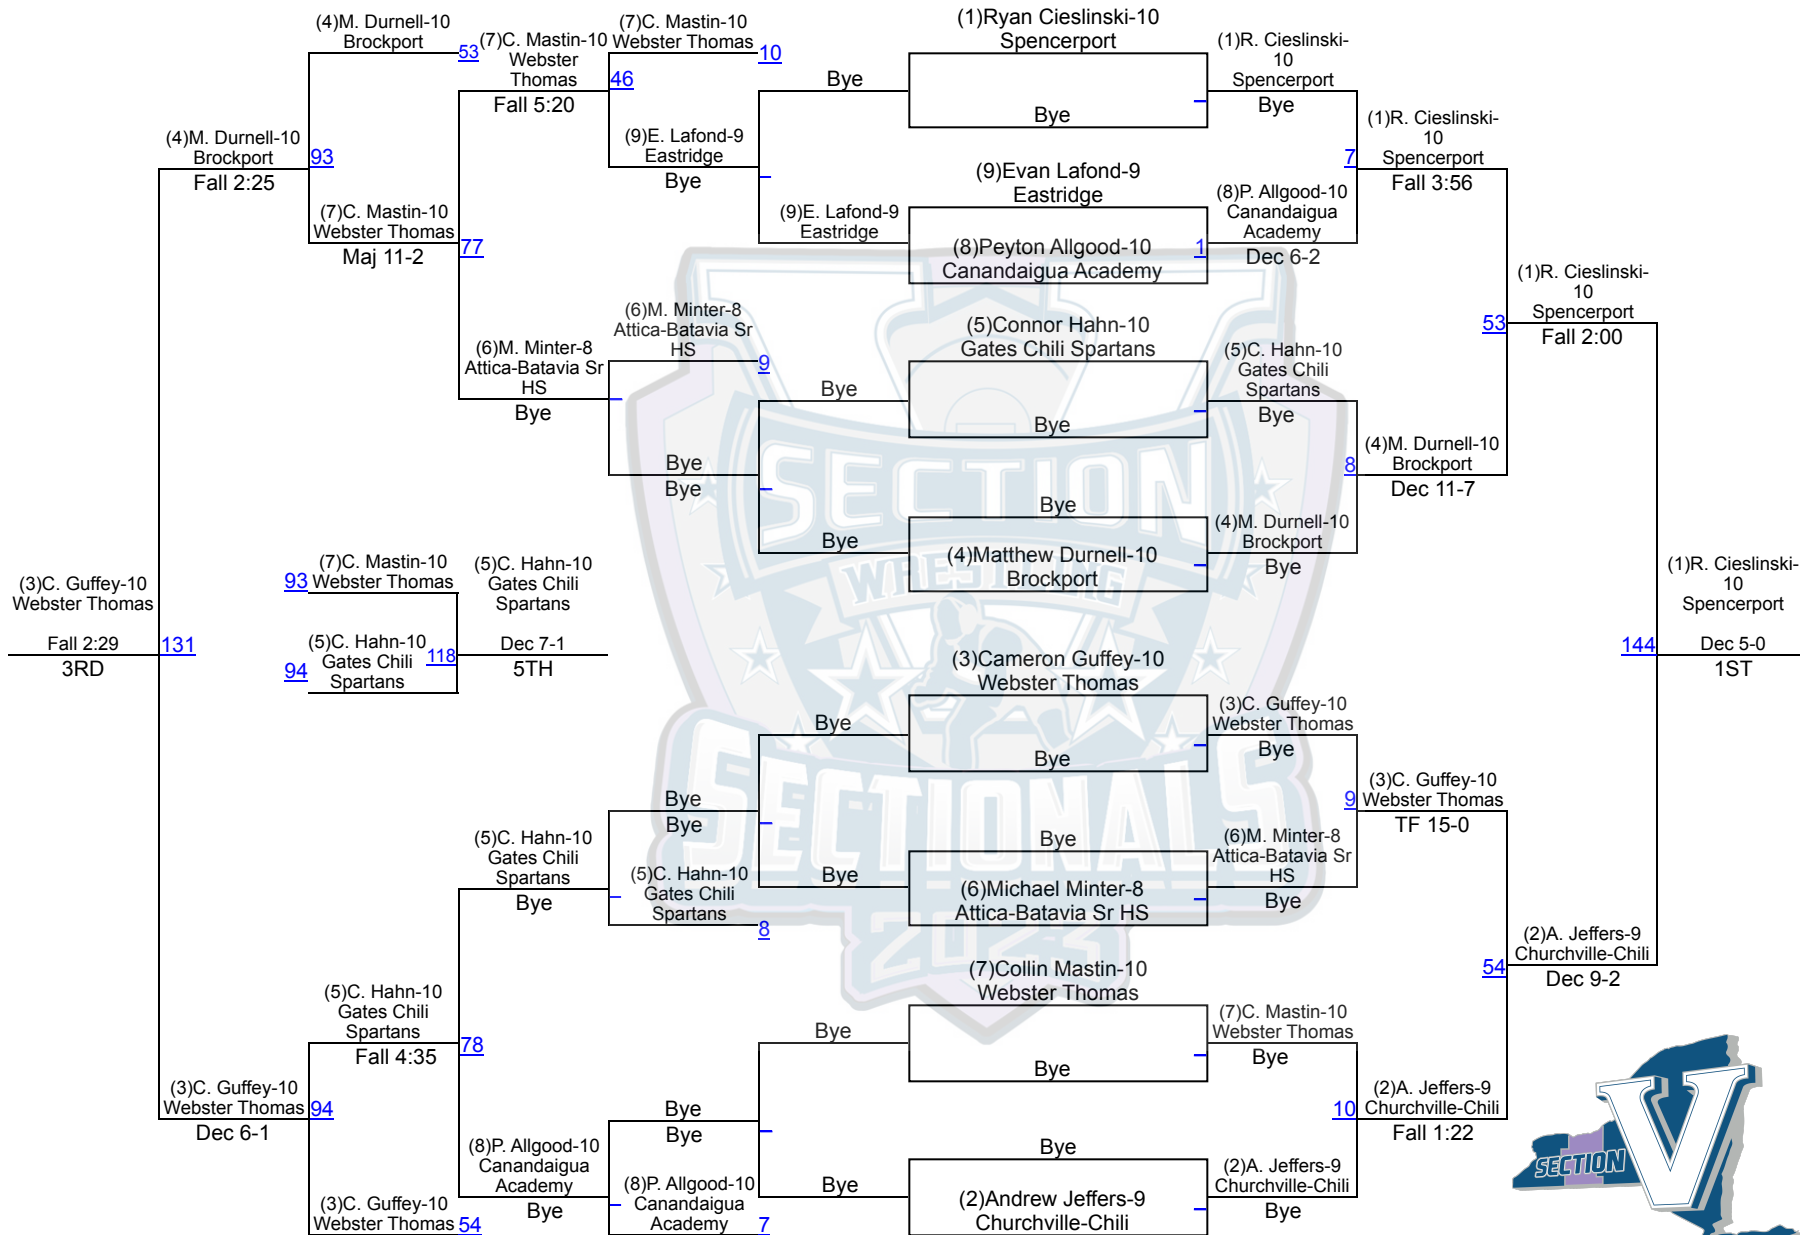 (4)M. Durnell-10
Brockport
53
(7)C. Mastin-10
Webster
Thomas
Fall 5:20
46
(7)C. Mastin-10
Webster Thomas
10
(9)E. Lafond-9
Eastridge
Bye
(4)M. Durnell-10
Brockport
Fall 2:25
93
(7)C. Mastin-10
Webster Thomas
Maj 11-2
77
(6)M. Minter-8
Attica-Batavia Sr
HS
Bye
(6)M. Minter-8
Attica-Batavia Sr
HS
9
Bye
Bye
Bye
(9)E. Lafond-9
Eastridge
Bye
Bye
(1)Ryan Cieslinski-10
Spencerport
Bye
(9)Evan Lafond-9
Eastridge
(8)Peyton Allgood-10
Canandaigua Academy
1
(5)Connor Hahn-10
Gates Chili Spartans
Bye
Bye
(4)Matthew Durnell-10
Brockport
(1)R. Cieslinski-
10
Spencerport
Bye
7
(8)P. Allgood-10
Canandaigua
Academy
Dec 6-2
(1)R. Cieslinski-
10
Spencerport
Fall 3:56
(5)C. Hahn-10
Gates Chili
Spartans
Bye
8
(4)M. Durnell-10
Brockport
Bye
(4)M. Durnell-10
Brockport
Dec 11-7
53
(1)R. Cieslinski-
10
Spencerport
Fall 2:00
(3)C. Guffey-10
Webster Thomas
Fall 2:29
3RD
131
93
(7)C. Mastin-10
Webster Thomas
94
(5)C. Hahn-10
Gates Chili
Spartans
118
(5)C. Hahn-10
Gates Chili
Spartans
Dec 7-1
5TH
144
(1)R. Cieslinski-
10
Spencerport
Dec 5-0
1ST
SECTION
WRESTLING
SECTIONALS
2023
(3)Cameron Guffey-10
Webster Thomas
Bye
Bye
(6)Michael Minter-8
Attica-Batavia Sr HS
(7)Collin Mastin-10
Webster Thomas
Bye
Bye
(2)Andrew Jeffers-9
Churchville-Chili
Bye
Bye
Bye
Bye
Bye
Bye
(5)C. Hahn-10
Gates Chili
Spartans
Bye
(5)C. Hahn-10
Gates Chili
Spartans
8
(5)C. Hahn-10
Gates Chili
Spartans
Fall 4:35
78
(3)C. Guffey-10
Webster Thomas
Dec 6-1
94
(8)P. Allgood-10
Canandaigua
Academy
Bye
Bye
Bye
(8)P. Allgood-10
Canandaigua
Academy
7
(3)C. Guffey-10
Webster Thomas
54
(3)C. Guffey-10
Webster Thomas
Bye
9
(6)M. Minter-8
Attica-Batavia Sr
HS
Bye
(3)C. Guffey-10
Webster Thomas
TF 15-0
(7)C. Mastin-10
Webster Thomas
Bye
10
(2)A. Jeffers-9
Churchville-Chili
Bye
(2)A. Jeffers-9
Churchville-Chili
Fall 1:22
54
(2)A. Jeffers-9
Churchville-Chili
Dec 9-2
SECTION V